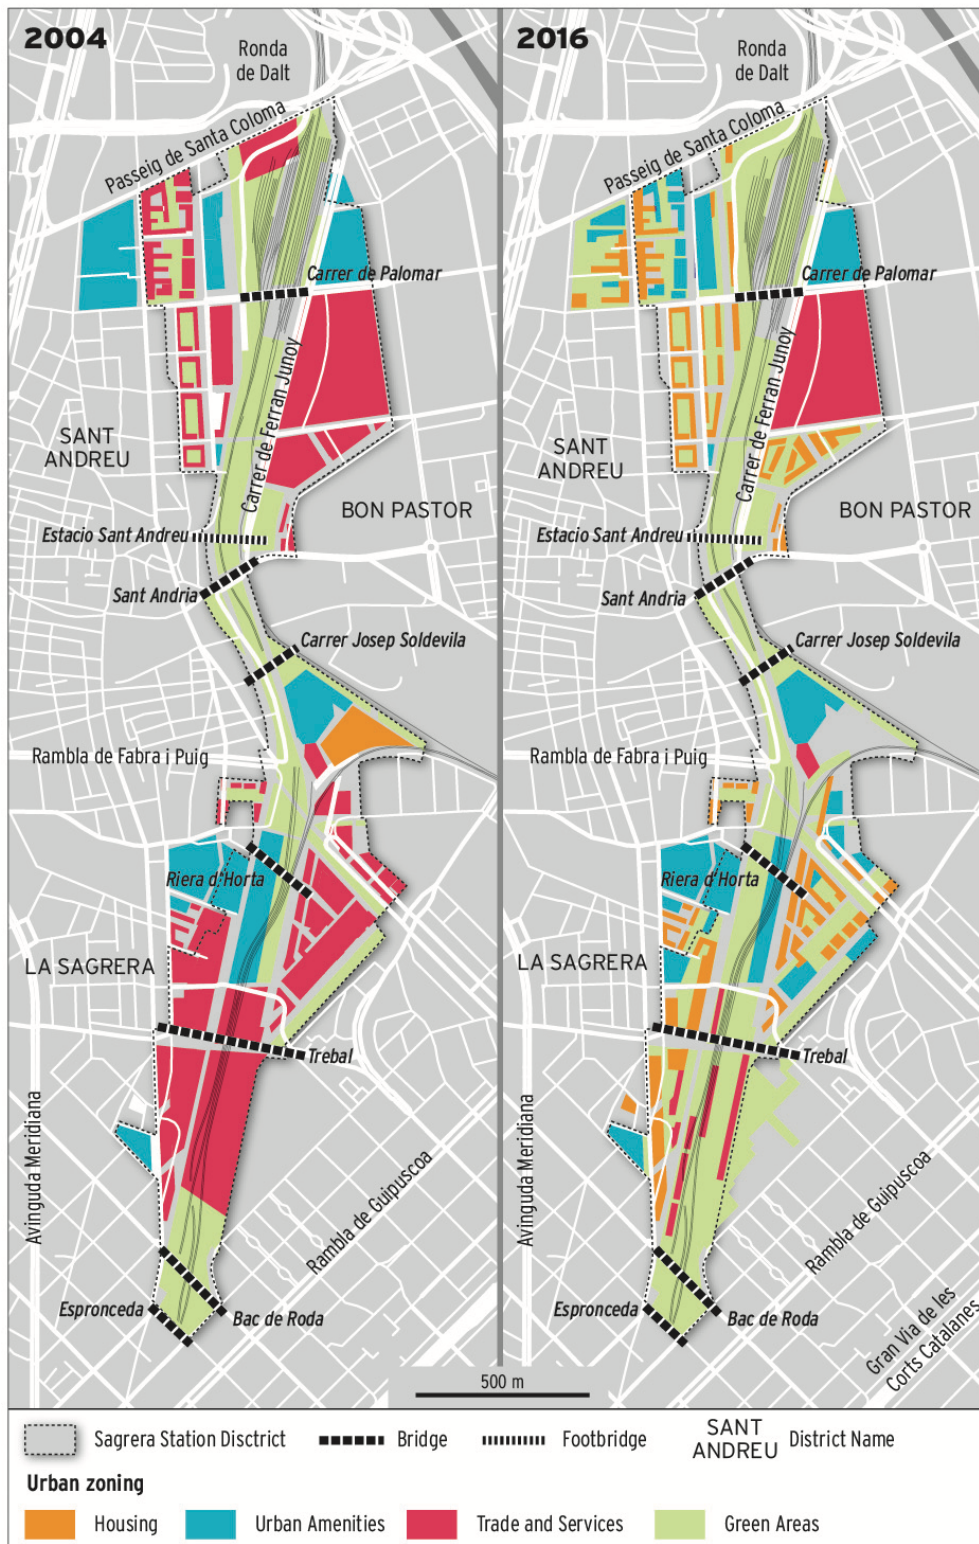 2004
Ronda
de Dalt
Passeig de Santa Coloma
Carrer de Palomar
Carrer de Ferran Junoy
SANT
ANDREU
BON PASTOR
Estacio Sant Andreu
Sant Andria
Carrer Josep Soldevila
Rambla de Fabra i Puig
Riera d'Horta
LA SAGRERA
Trebal
Avinguda Meridiana
Rambla de Guipuscoa
Espronceda
Bac de Roda
2016
Ronda
de Dalt
Passeig de Santa Coloma
Carrer de Palomar
Carrer de Ferran Junoy
SANT
ANDREU
BON PASTOR
Estacio Sant Andreu
Sant Andria
Carrer Josep Soldevila
Rambla de Fabra i Puig
Riera d'Horta
LA SAGRERA
Trebal
Avinguda Meridiana
Rambla de Guipuscoa
Espronceda
Bac de Roda
Gran Via de les
Corts Catalanes
500 m
Sagrera Station Disctrict
Bridge
Footbridge
SANT
ANDREU
District Name
Urban zoning
Housing
Urban Amenities
Trade and Services
Green Areas